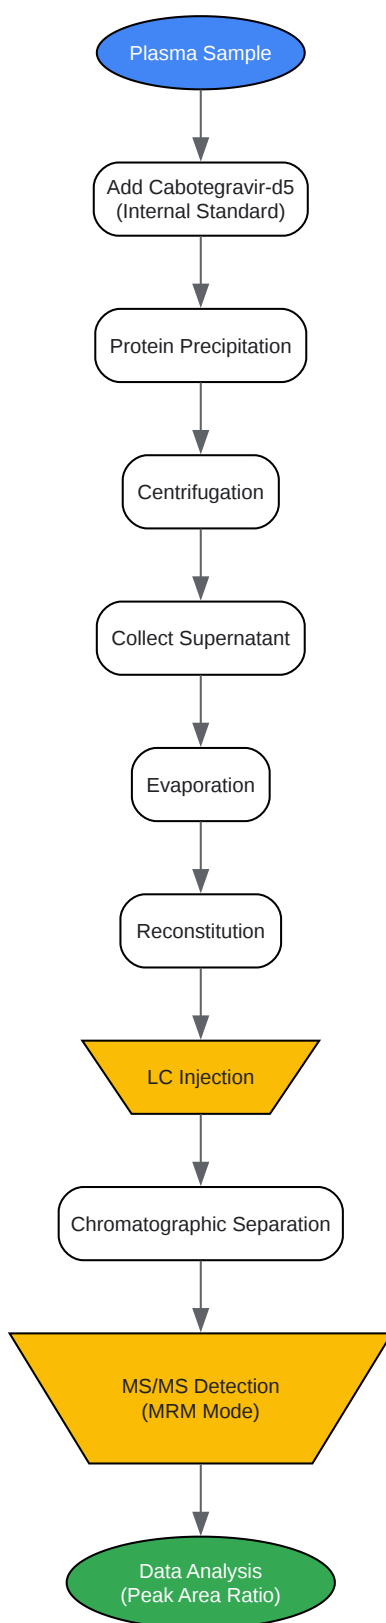 Plasma Sample
Add Cabotegravir-d5
(Internal Standard)
Protein Precipitation
Centrifugation
Collect Supernatant
Evaporation
Reconstitution
LC Injection
Chromatographic Separation
MS/MS Detection
(MRM Mode)
Data Analysis
(Peak Area Ratio)